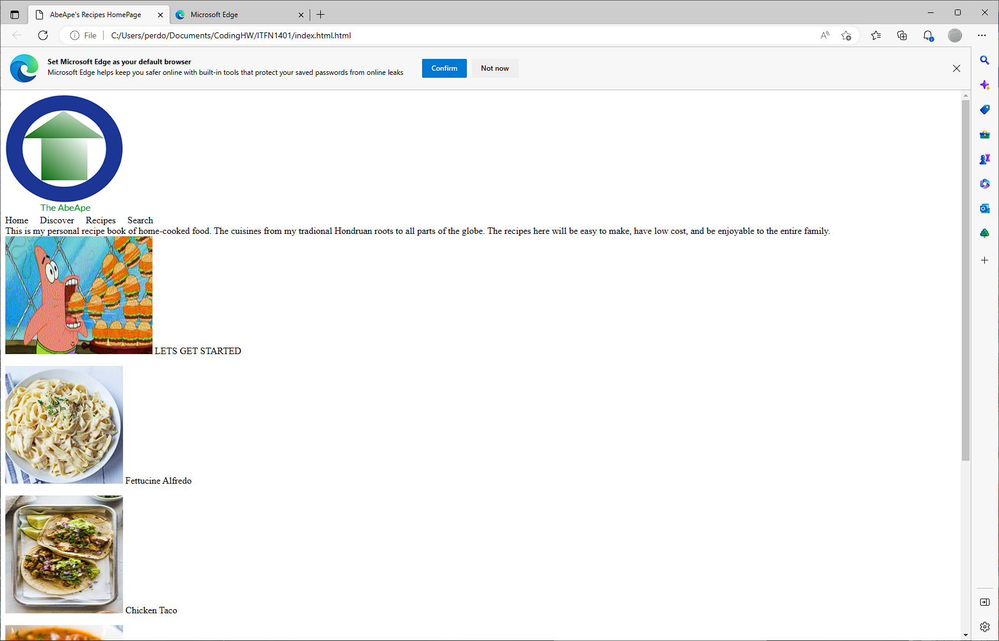 AbeApe's Recipes HomePage
Microsoft Edge
File
C:/Users/perdo/Documents/CodingHW/ITFN1401/index.html.html
Set Microsoft Edge as your default browser
Microsoft Edge helps keep you safer online with built-in tools that protect your saved passwords from online leaks
Confirm
Not now
The AbeApe
Home Discover Recipes Search
This is my personal recipe book of home-cooked food. The cuisines from my tradional Hondruan roots to all parts of the globe. The recipes here will be easy to make, have low cost, and be enjoyable to the entire family.
LETS GET STARTED
Fettucine Alfredo
Chicken Taco